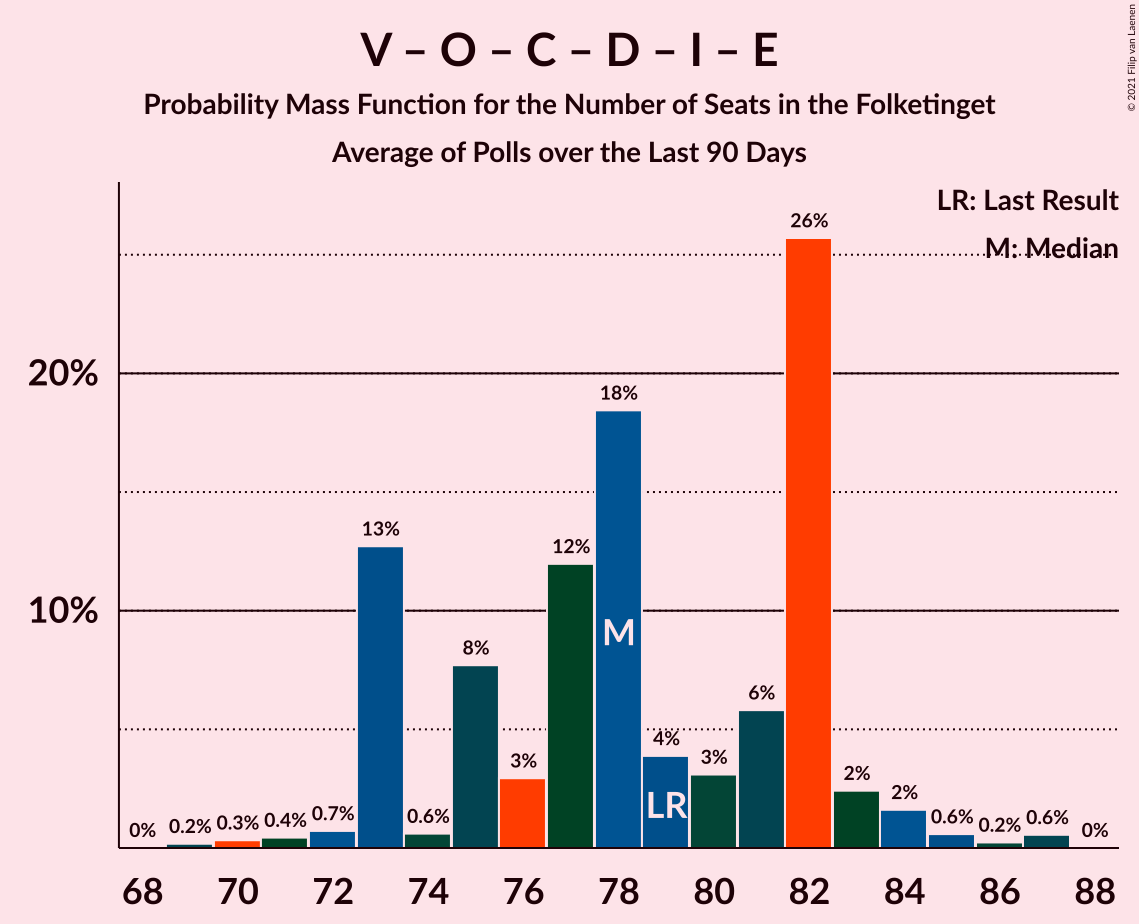 V – O – C – D – I – E
Probability Mass Function for the Number of Seats in the Folketinget
Average of Polls over the Last 90 Days
© 2021 Filip van Laenen
LR: Last Result
M: Median
20%
10%
0%
0.2%
0.3%
0.4%
0.7%
13%
0.6%
8%
3%
12%
18%
4%
3%
6%
26%
2%
2%
0.6%
0.2%
0.6%
0%
M
LR
68 70 72 74 76 78 80 82 84 86 88